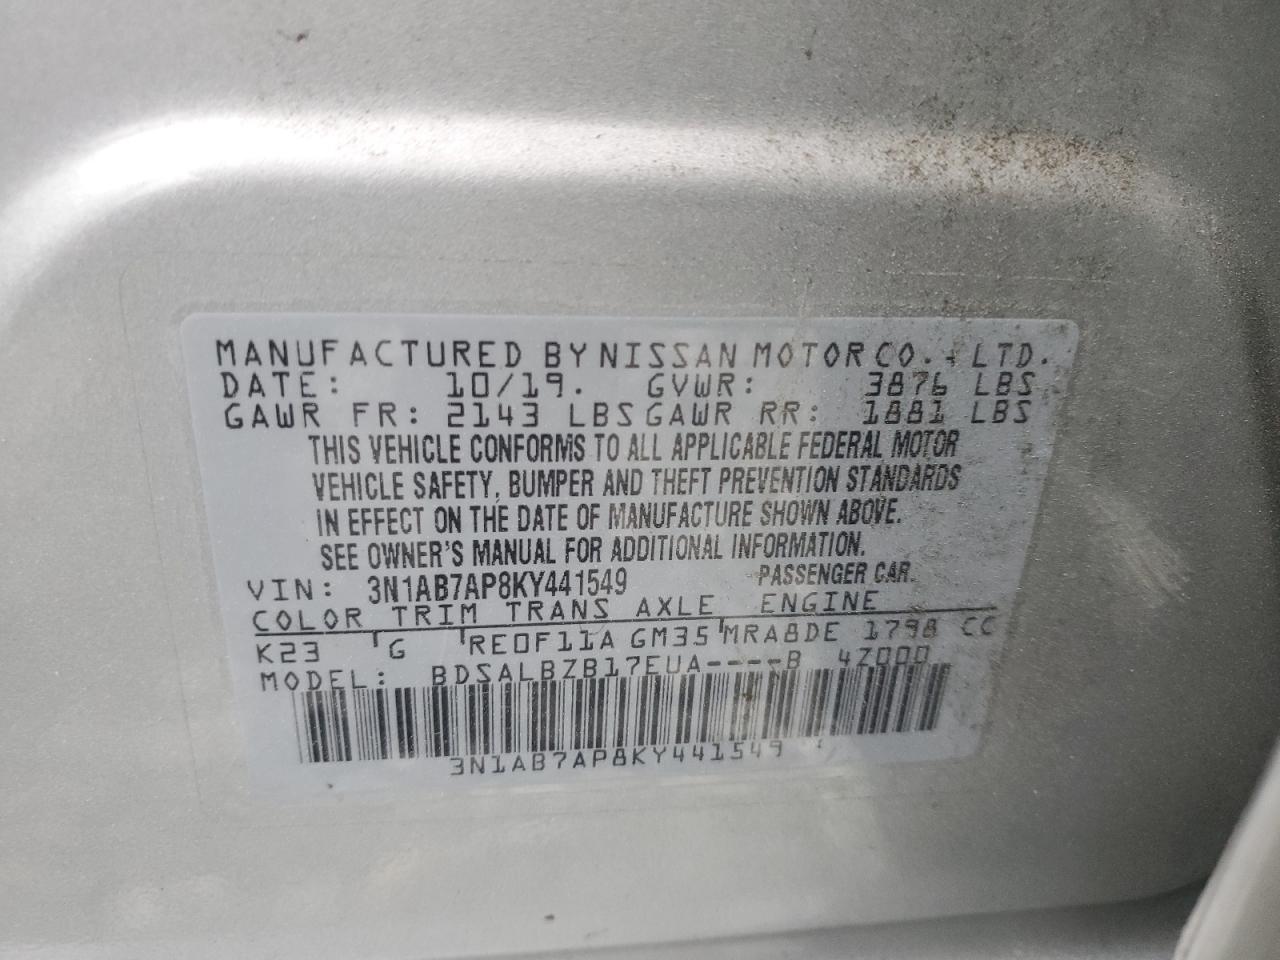 MANUFACTURED BY NISSAN MOTOR CO., LTD.
DATE: 10/19. GVWR: 3876 LBS
GAWR FR: 2143 LBS GAWR RR: 1881 LBS
THIS VEHICLE CONFORMS TO ALL APPLICABLE FEDERAL MOTOR
VEHICLE SAFETY, BUMPER AND THEFT PREVENTION STANDARDS
IN EFFECT ON THE DATE OF MANUFACTURE SHOWN ABOVE.
SEE OWNER'S MANUAL FOR ADDITIONAL INFORMATION.
VIN: 3N1AB7AP8KY441549 PASSENGER CAR.
COLOR TRIM TRANS AXLE ENGINE
K23 G RE0F11A GM35 MRA8DE 1798 CC
MODEL: BDSALBZB17EUA----B 4Z000
3N1AB7AP8KY441549